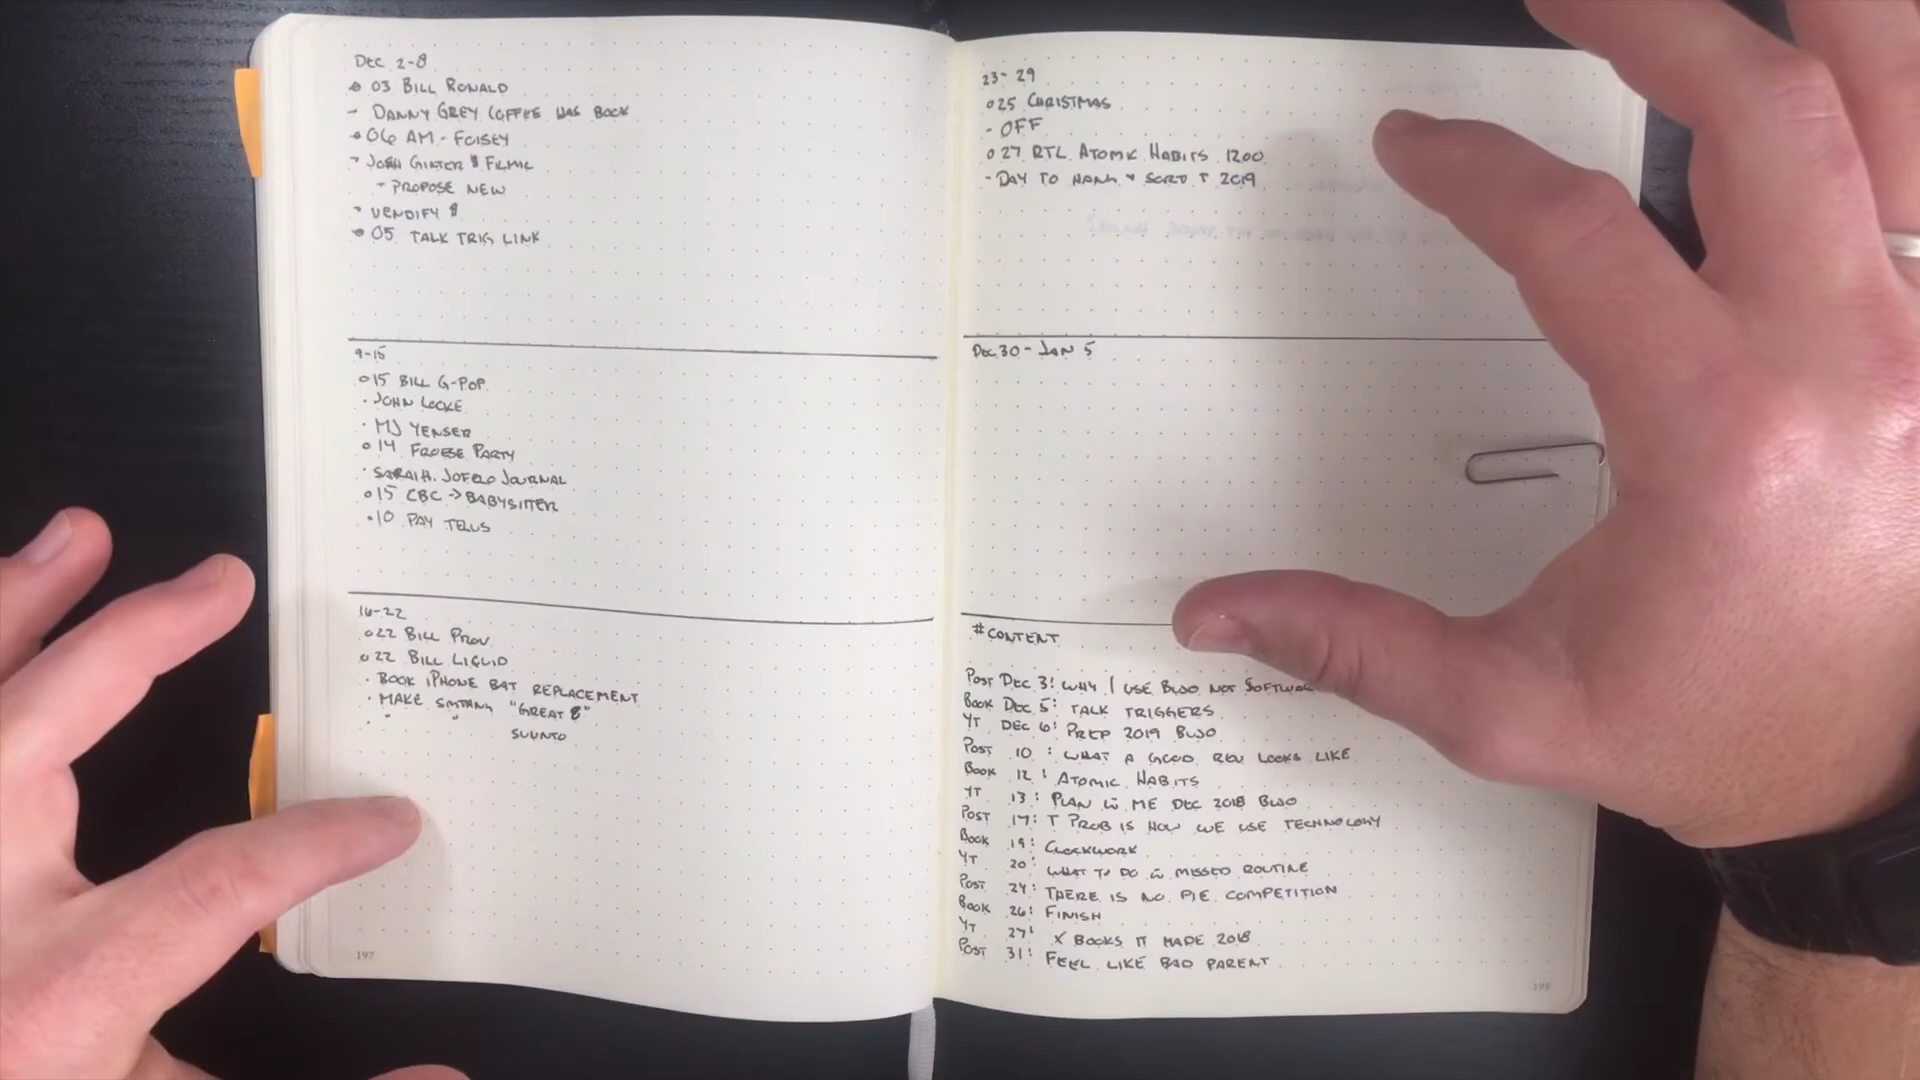 DEC 2-8
03 BILL RONALD
- DANNY GREY COFFEE HAS BOOK
06 AM - FOISEY
- JOSH GINTER $ FILMIC
- PROPOSE NEW
- VENDIFY $
05 TALK TRIG LINK
9-15
o 15 BILL G-POP
· JOHN LOCKE
· MJ YENSER
o 14 FROESE PARTY
· SARAH. JOURNAL
o 15 CBC -> BABYSITTER
· 10 PAY TELUS
16-22
o 22 BILL PROV
o 22 BILL LIQUID
· BOOK iPHONE BAT REPLACEMENT
· MAKE "GREAT 8"
· " " SUUNTO
197
23-29
o 25 CHRISTMAS
- OFF
o 27 RTL ATOMIC HABITS 1200
- DAY TO HANG + SORT T 2019
DEC 30 - JAN 5
#CONTENT
POST DEC 3: WHY I USE BUJO NOT
BOOK DEC 5: TALK TRIGGERS
YT DEC 6: PREP 2019 BUJO
POST 10: WHAT A GOOD REV LOOKS LIKE
BOOK 12: ATOMIC HABITS
YT 13: PLAN W ME DEC 2018 BUJO
POST 17: T PROB IS HOW WE USE TECHNOLOGY
BOOK 19: CLOCKWORK
YT 20: WHAT TO DO W MISSED ROUTINE
POST 24: THERE IS NO PIE COMPETITION
BOOK 26: FINISH
YT 27: X BOOKS IT MADE 2018
POST 31: FEEL LIKE BAD PARENT
198